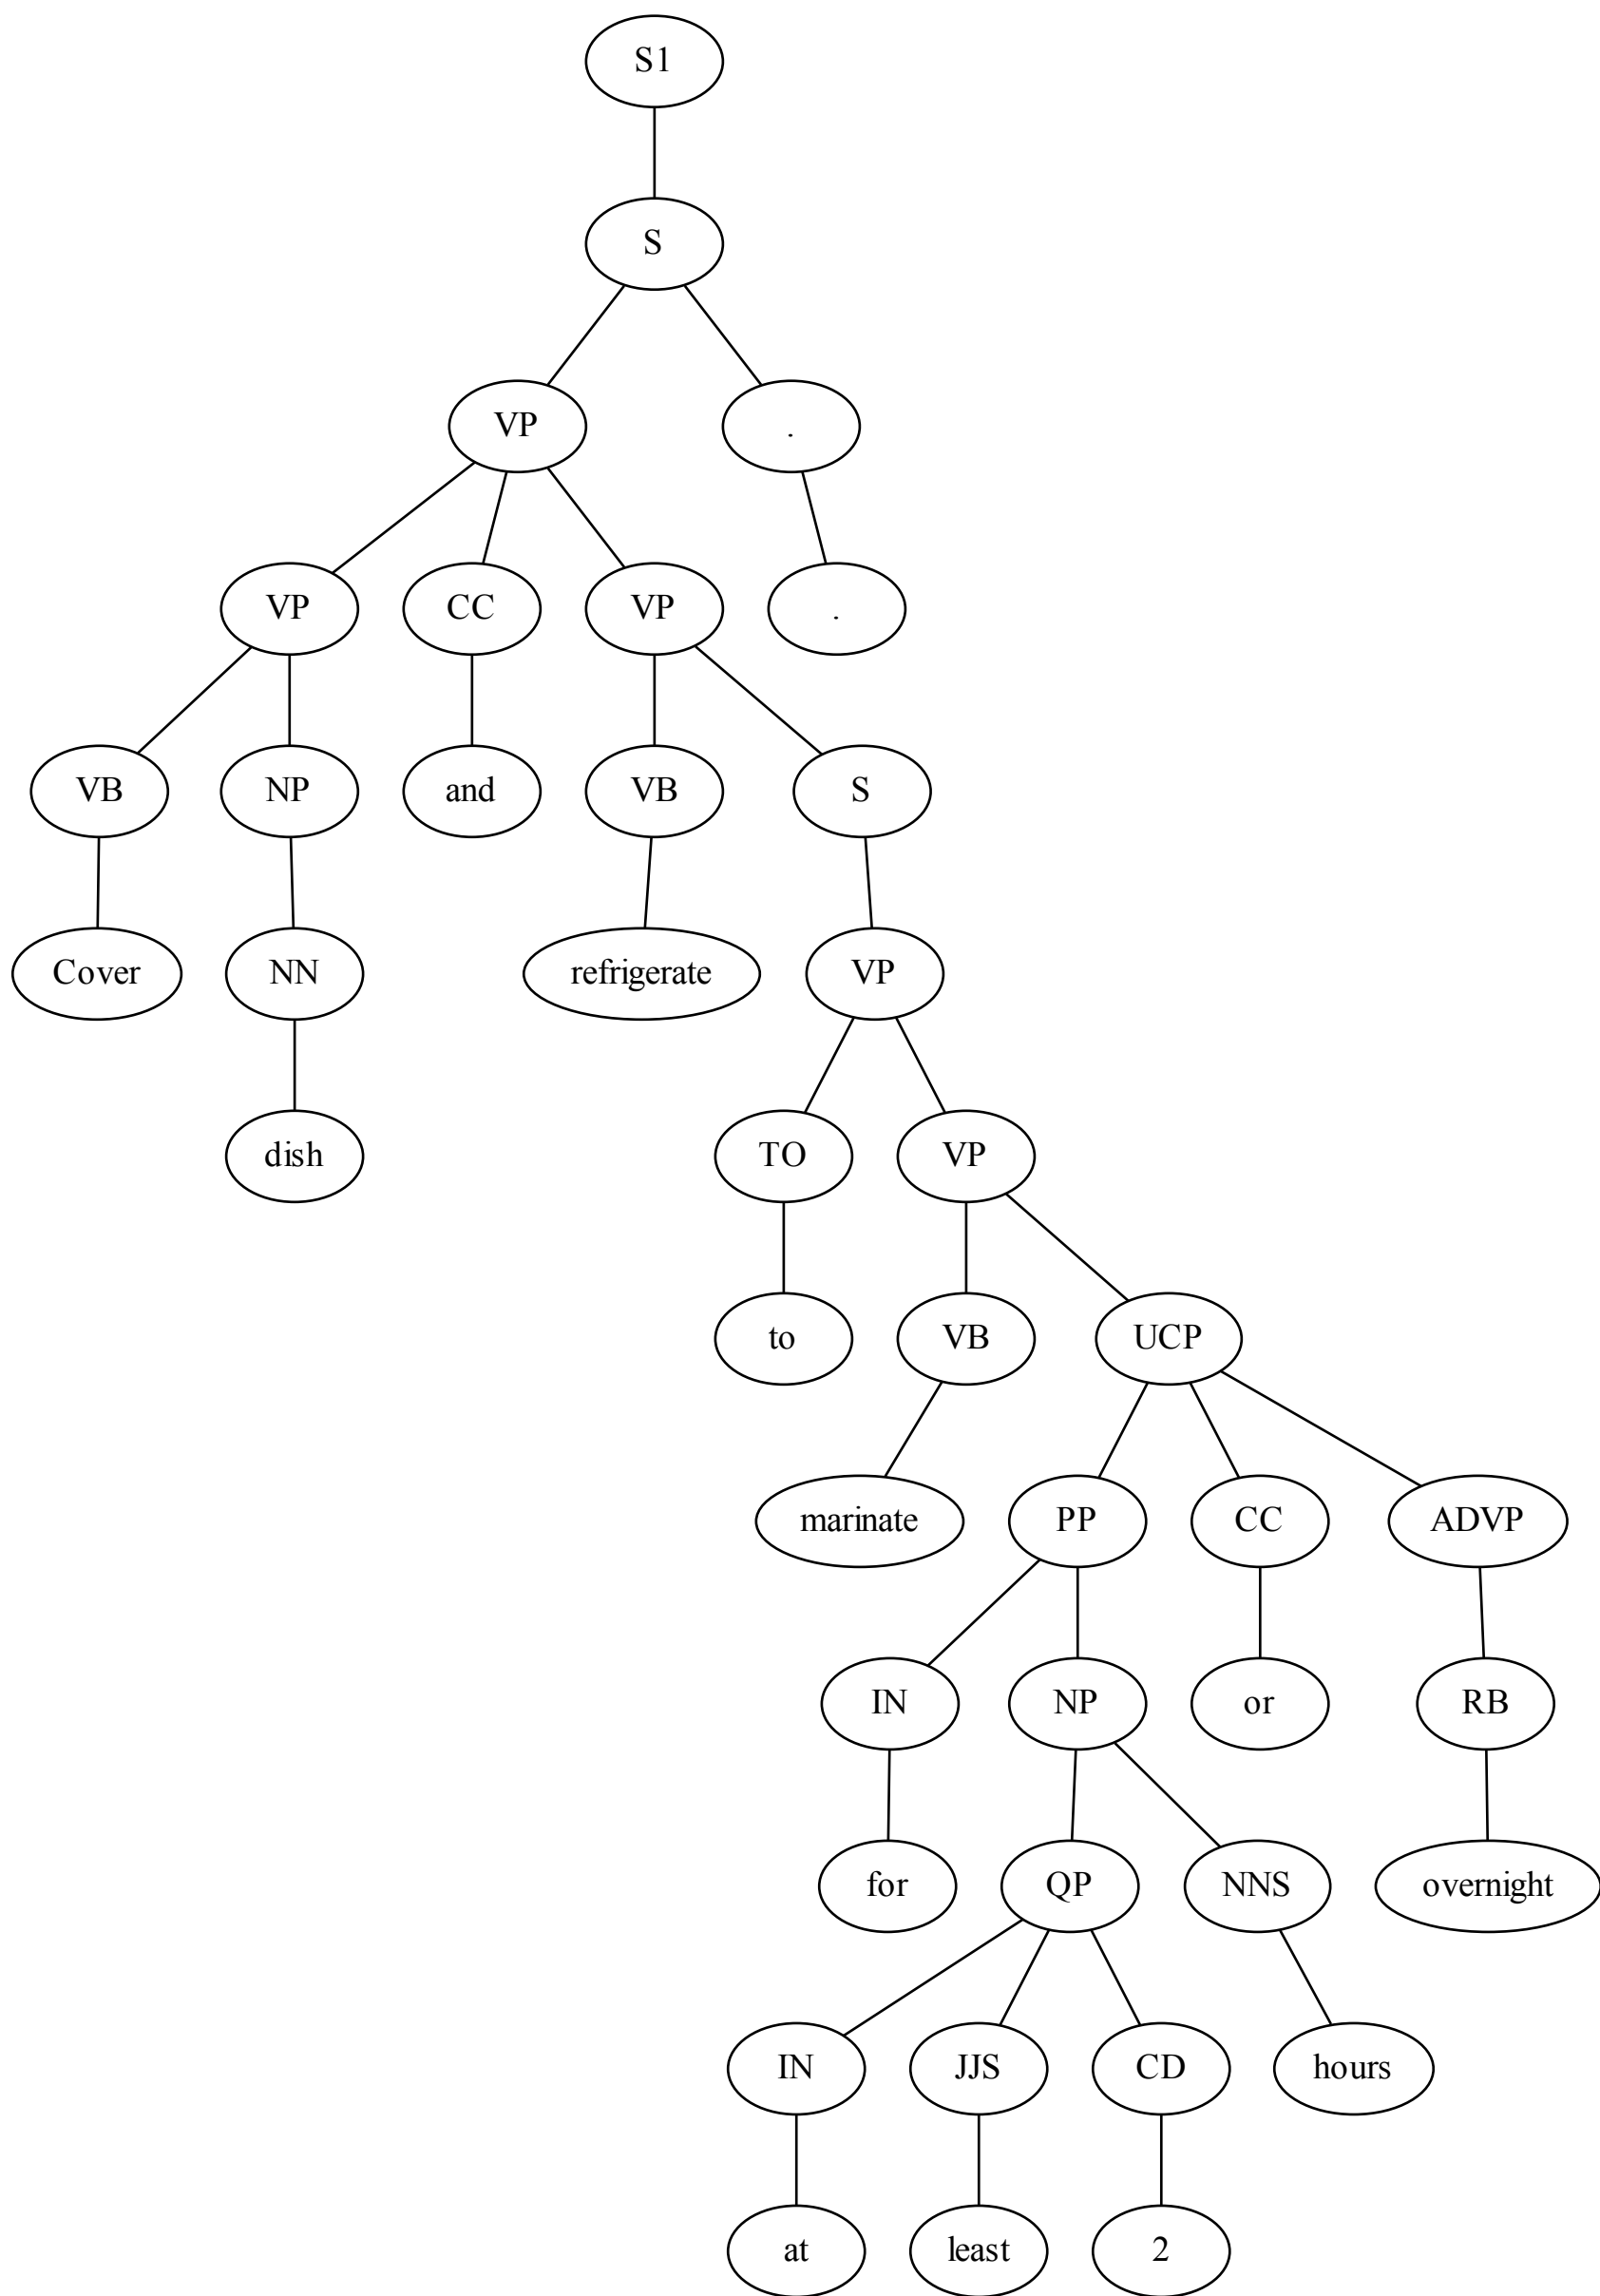 S1
S
VP .
VP CC VP .
VB NP and VB S
Cover NN refrigerate VP
dish TO VP
to VB UCP
marinate PP CC ADVP
IN NP or RB
for QP NNS overnight
IN JJS CD hours
at least 2